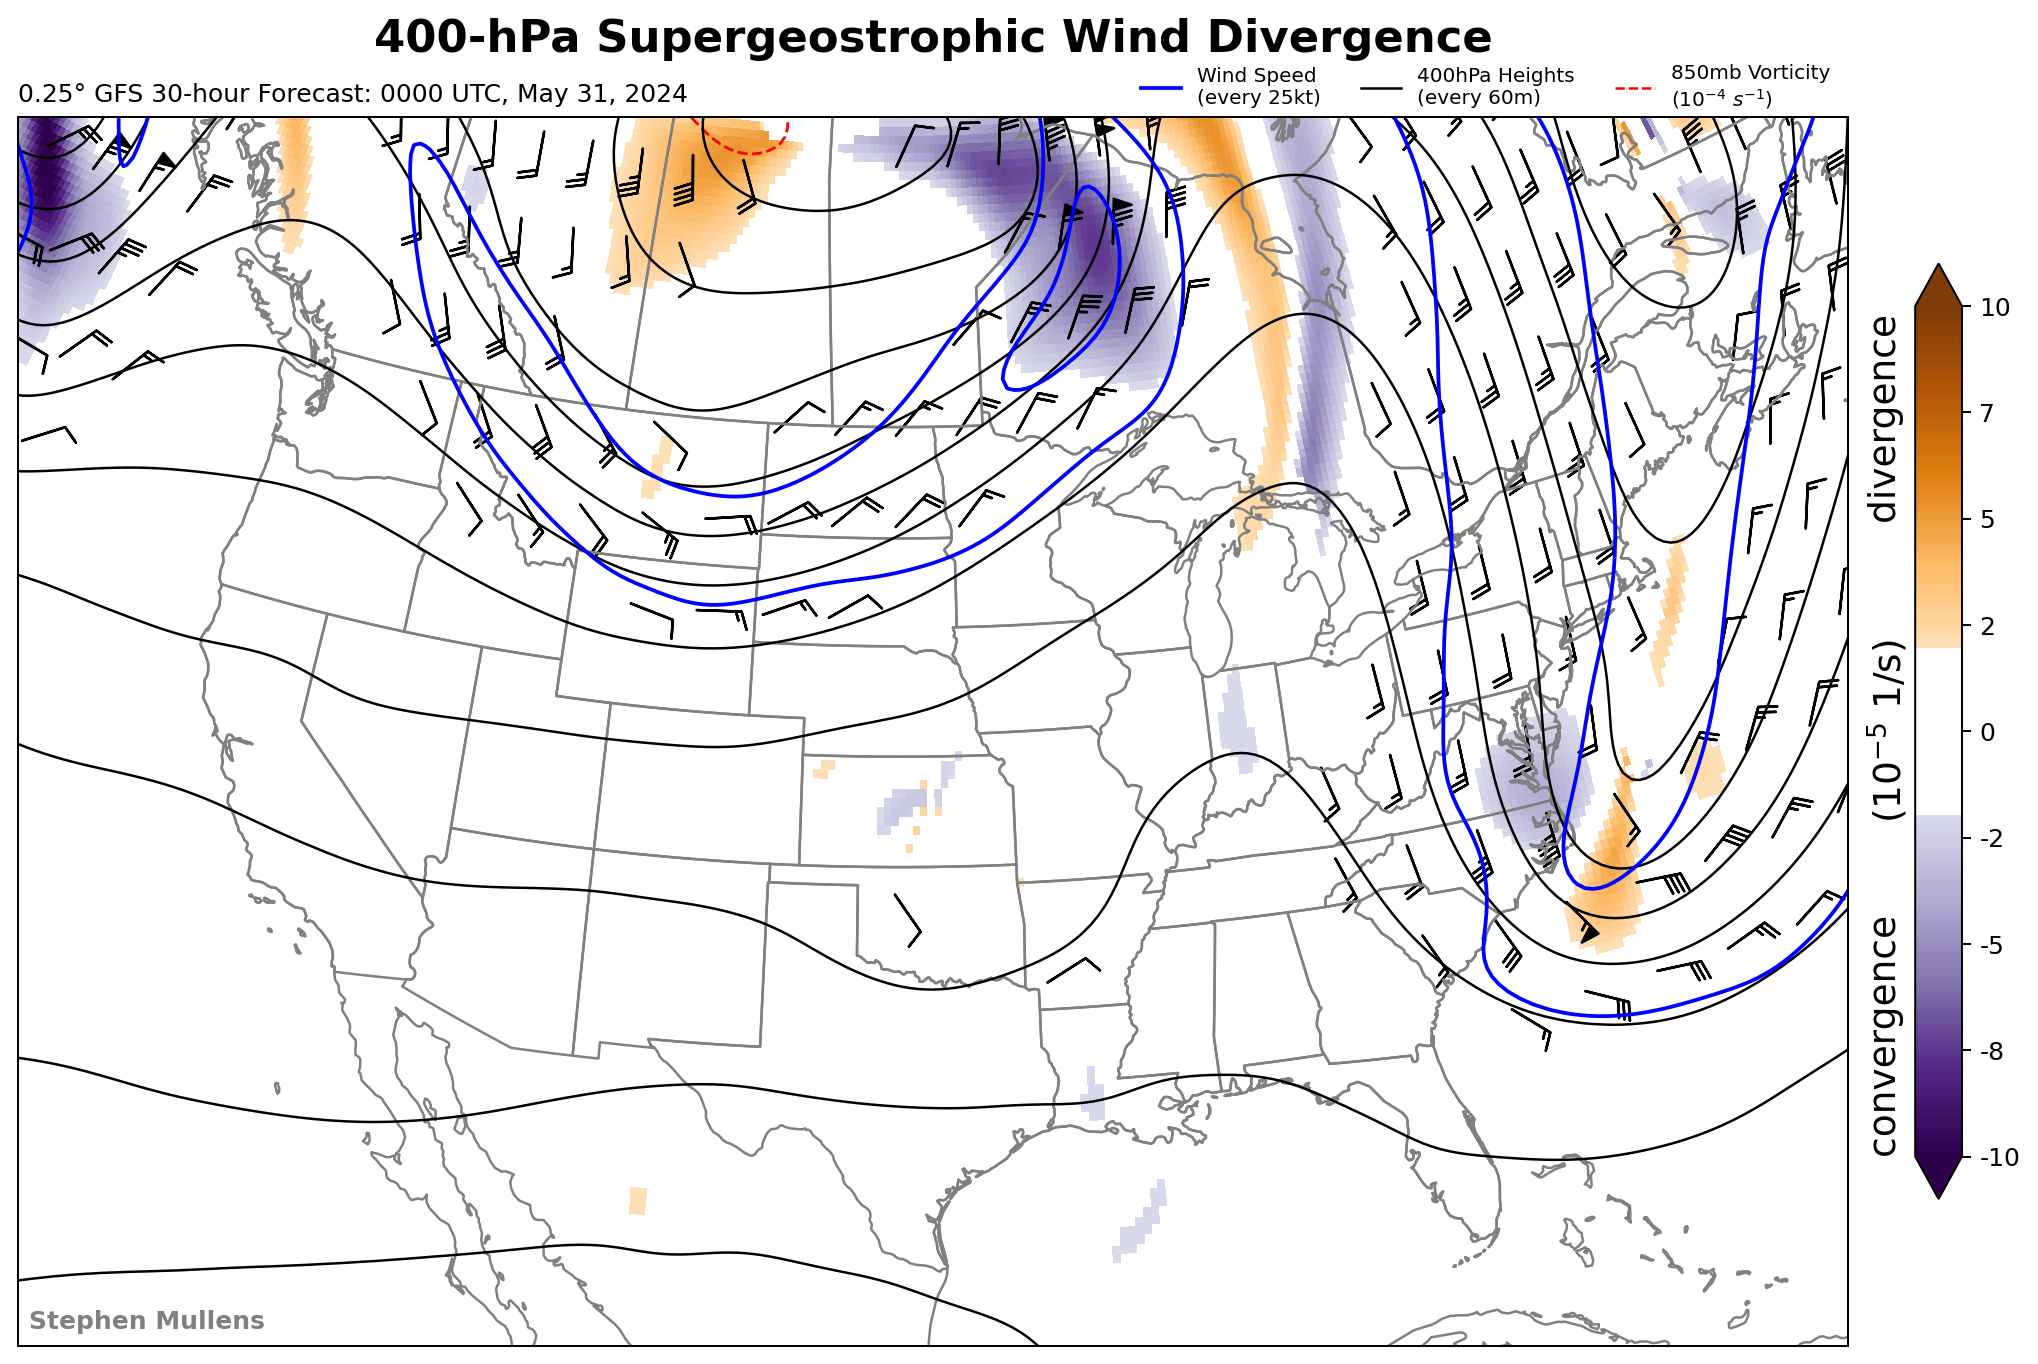 400-hPa Supergeostrophic Wind Divergence
0.25° GFS 30-hour Forecast: 0000 UTC, May 31, 2024
Wind Speed
(every 25kt)
400hPa Heights
(every 60m)
850mb Vorticity
(10⁻⁴ s⁻¹)
10
7
5
2
0
-2
-5
-8
-10
convergence (10⁻⁵ 1/s) divergence
Stephen Mullens